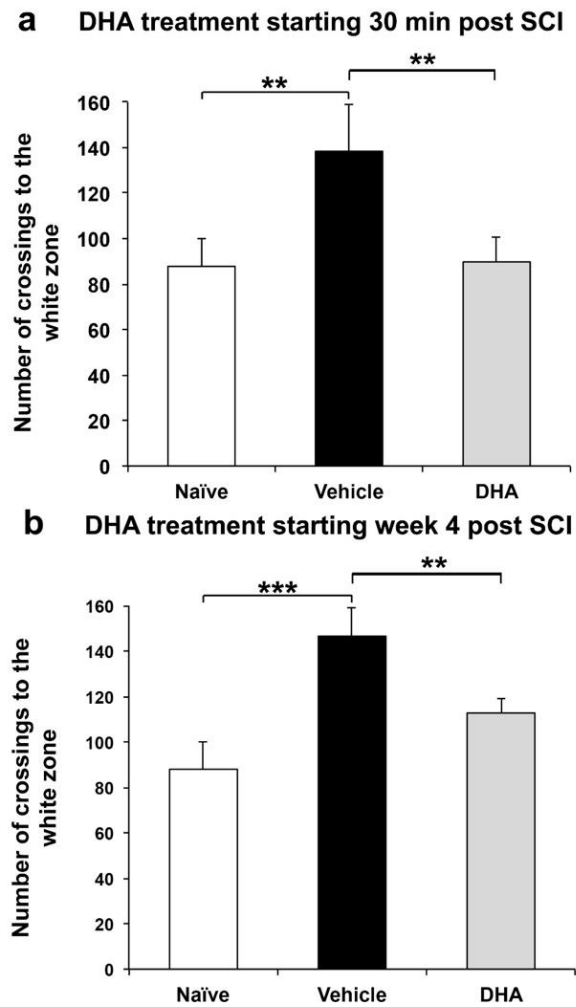 a DHA treatment starting 30 min post SCI
** **
Number of crossings to the
white zone
160
140
120
100
80
60
40
20
0
Naïve Vehicle DHA
b DHA treatment starting week 4 post SCI
*** **
Number of crossings to the
white zone
160
140
120
100
80
60
40
20
0
Naïve Vehicle DHA